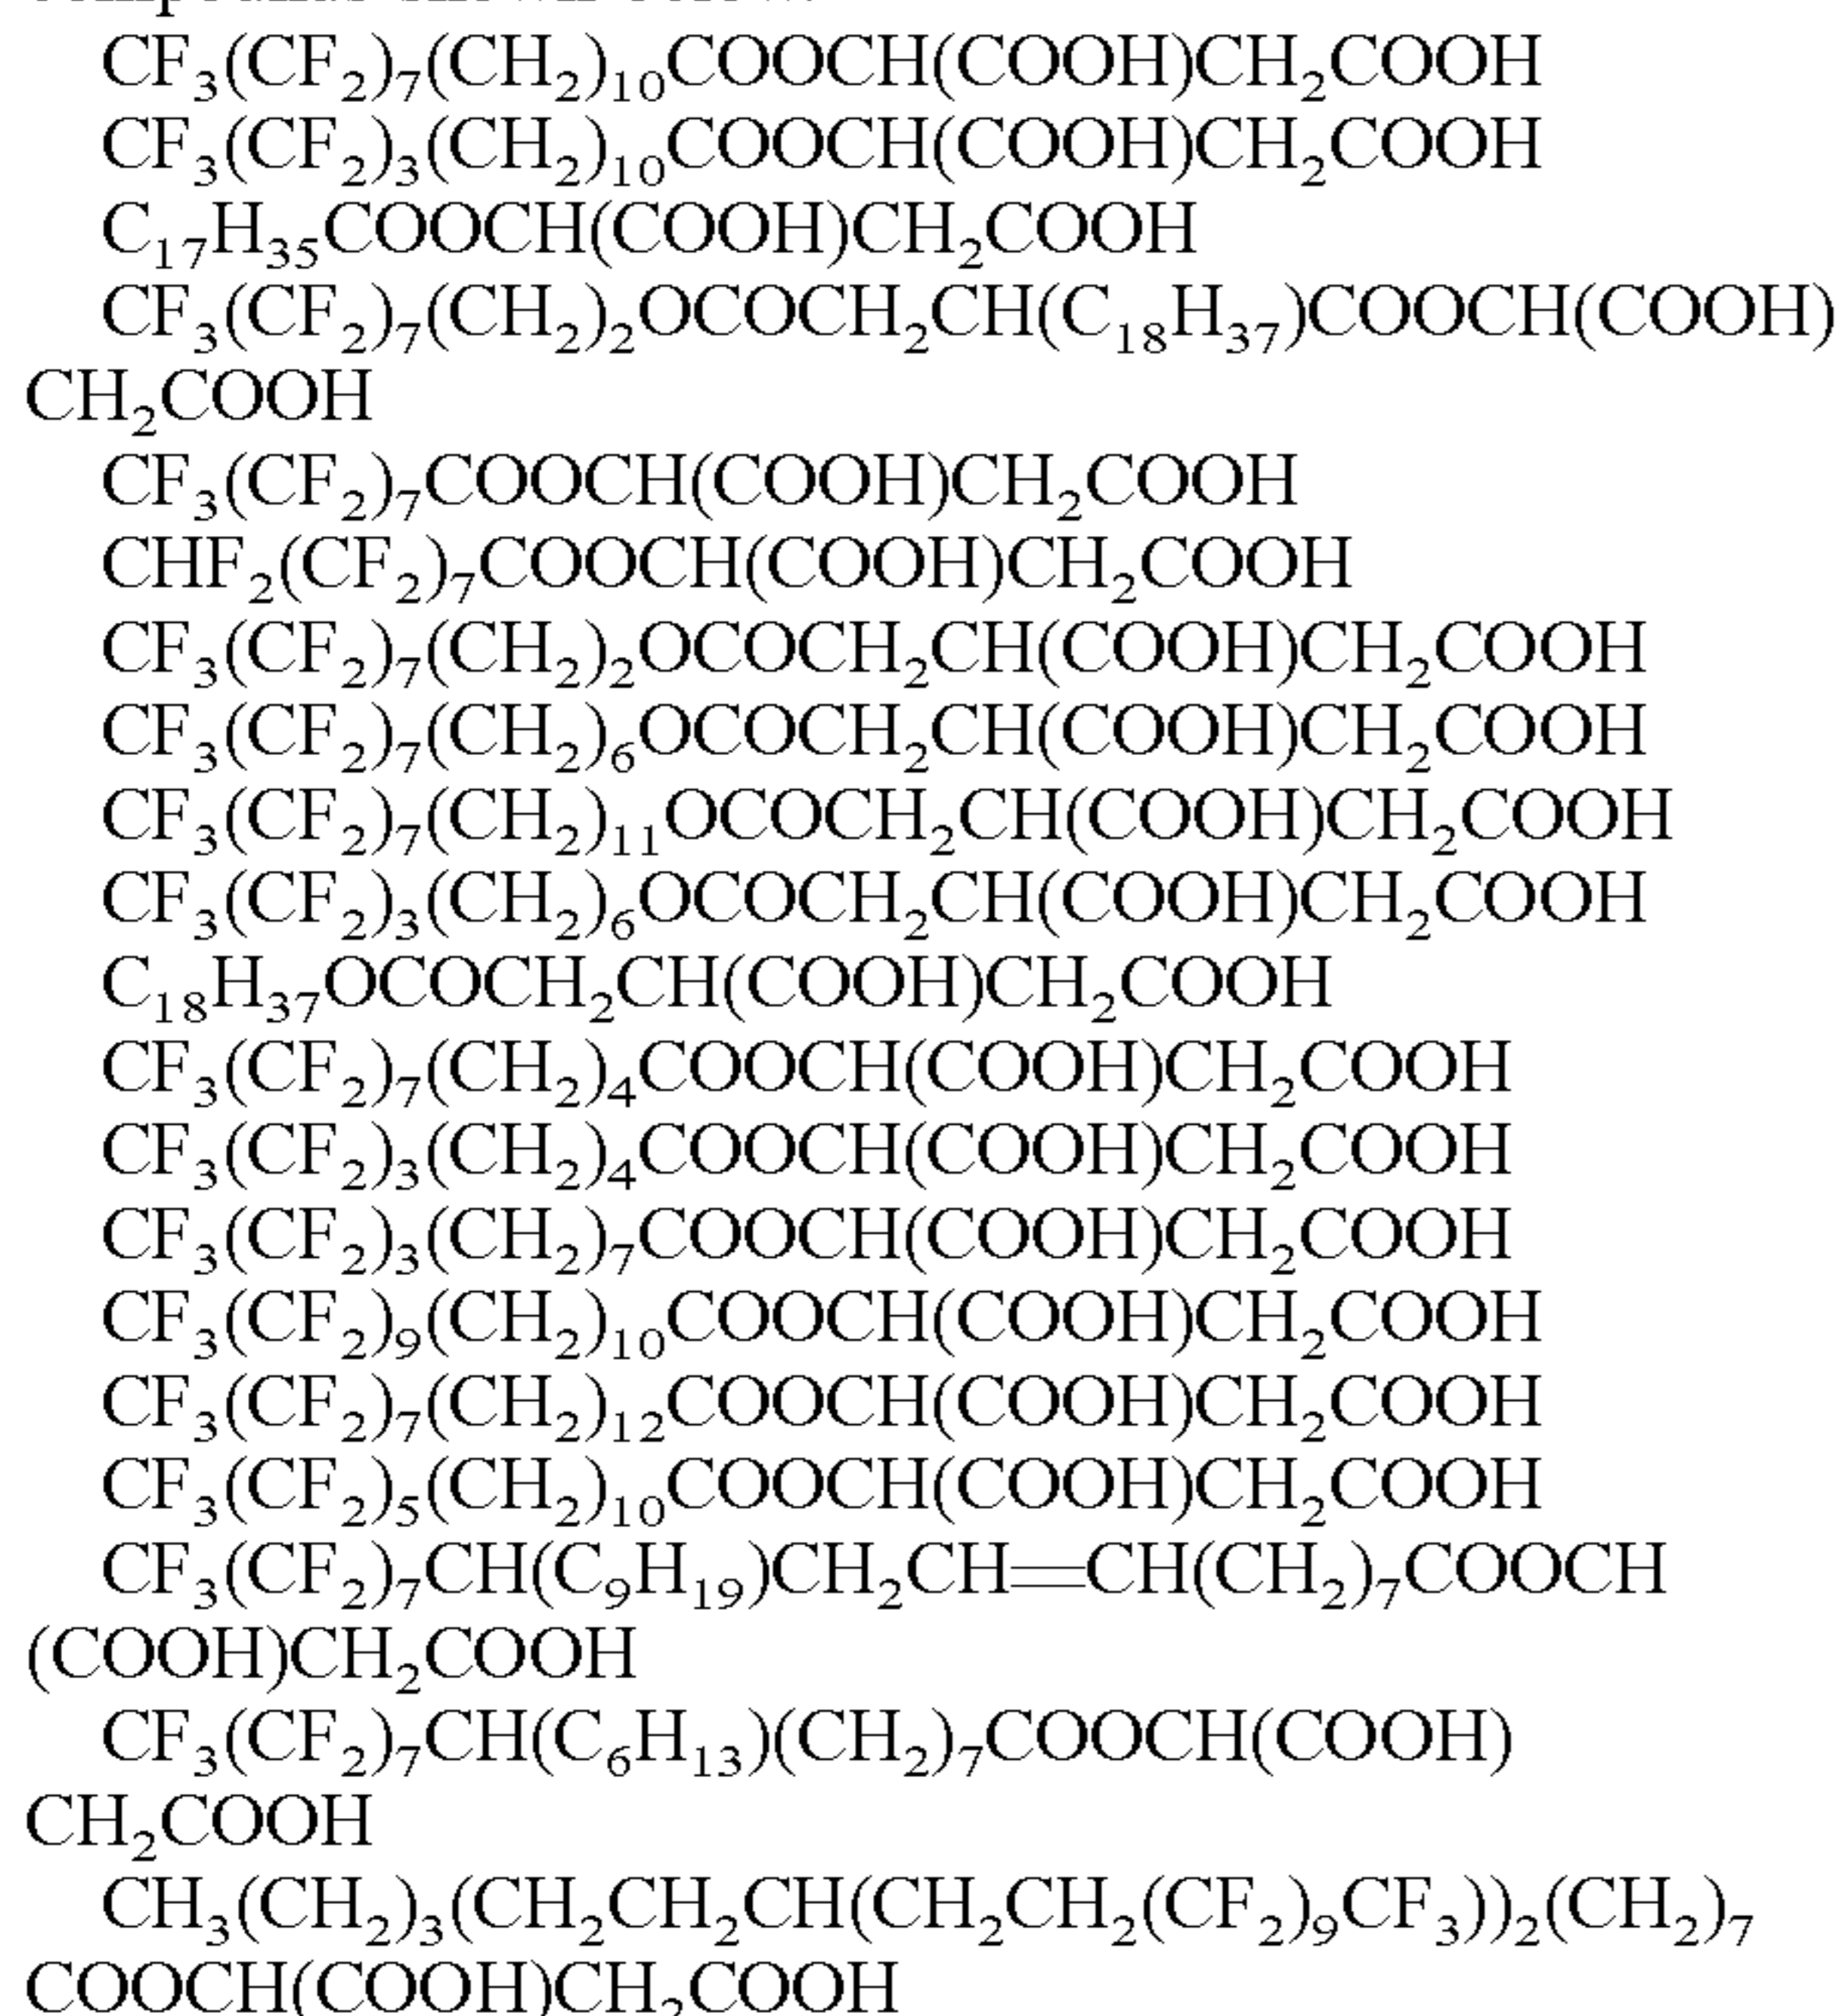 CF₃(CF₂)₇(CH₂)₁₀COOCH(COOH)CH₂COOH
CF₃(CF₂)₃(CH₂)₁₀COOCH(COOH)CH₂COOH
C₁₇H₃₅COOCH(COOH)CH₂COOH
CF₃(CF₂)₇(CH₂)₂OCOCH₂CH(C₁₈H₃₇)COOCH(COOH)
CH₂COOH
CF₃(CF₂)₇COOCH(COOH)CH₂COOH
CHF₂(CF₂)₇COOCH(COOH)CH₂COOH
CF₃(CF₂)₇(CH₂)₂OCOCH₂CH(COOH)CH₂COOH
CF₃(CF₂)₇(CH₂)₆OCOCH₂CH(COOH)CH₂COOH
CF₃(CF₂)₇(CH₂)₁₁OCOCH₂CH(COOH)CH₂COOH
CF₃(CF₂)₃(CH₂)₆OCOCH₂CH(COOH)CH₂COOH
C₁₈H₃₇OCOCH₂CH(COOH)CH₂COOH
CF₃(CF₂)₇(CH₂)₄COOCH(COOH)CH₂COOH
CF₃(CF₂)₃(CH₂)₄COOCH(COOH)CH₂COOH
CF₃(CF₂)₃(CH₂)₇COOCH(COOH)CH₂COOH
CF₃(CF₂)₉(CH₂)₁₀COOCH(COOH)CH₂COOH
CF₃(CF₂)₇(CH₂)₁₂COOCH(COOH)CH₂COOH
CF₃(CF₂)₅(CH₂)₁₀COOCH(COOH)CH₂COOH
CF₃(CF₂)₇CH(C₉H₁₉)CH₂CH=CH(CH₂)₇COOCH
(COOH)CH₂COOH
CF₃(CF₂)₇CH(C₆H₁₃)(CH₂)₇COOCH(COOH)
CH₂COOH
CH₃(CH₂)₃(CH₂CH₂CH(CH₂CH₂(CF₂)₉CF₃))₂(CH₂)₇
COOCH(COOH)CH₂COOH